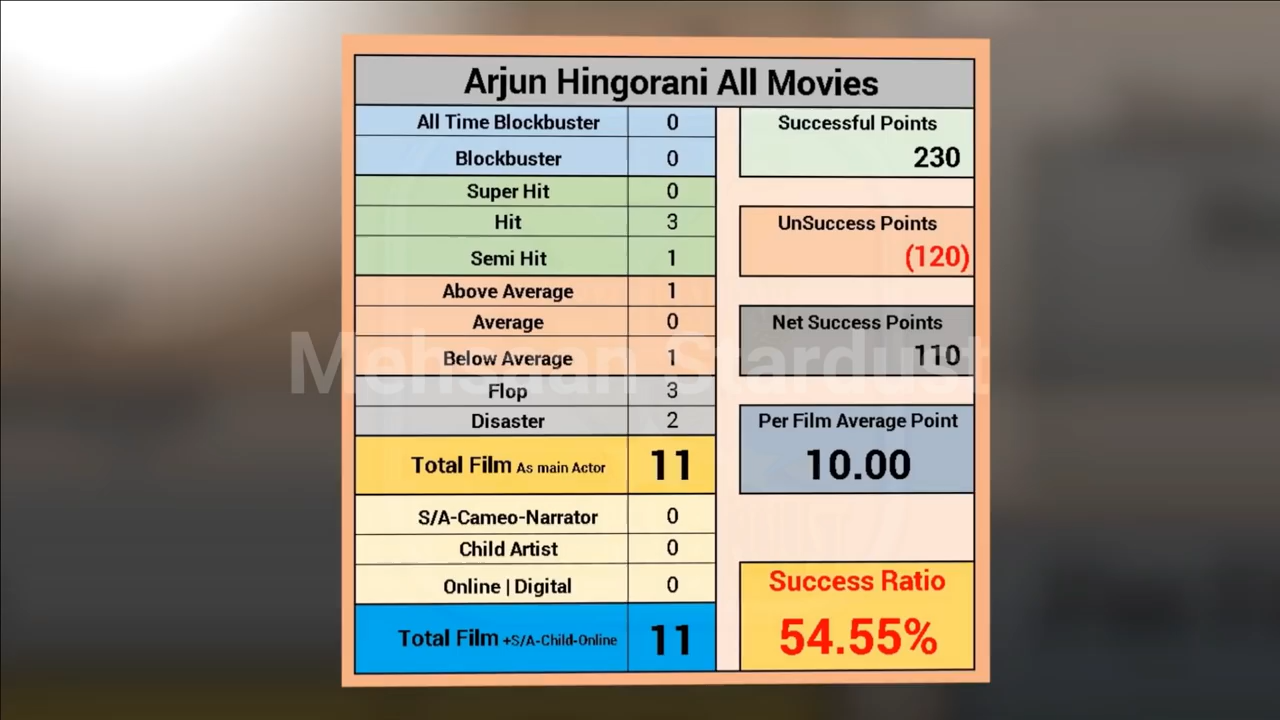 Arjun Hingorani All Movies
All Time Blockbuster 0
Blockbuster 0
Super Hit 0
Hit 3
Semi Hit 1
Above Average 1
Average 0
Below Average 1
Flop 3
Disaster 2
Total Film As main Actor 11
S/A-Cameo-Narrator 0
Child Artist 0
Online | Digital 0
Total Film +S/A-Child-Online 11
Successful Points
230
UnSuccess Points
(120)
Net Success Points
110
Per Film Average Point
10.00
Success Ratio
54.55%
Mehsaan Stardust